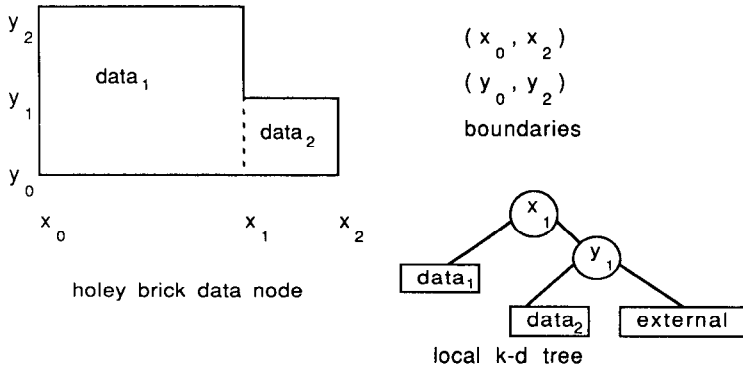 y₂
y₁
y₀
x₀ x₁ x₂
data₁
data₂
holey brick data node
(x₀, x₂)
(y₀, y₂)
boundaries
x₁
y₁
data₁
data₂
external
local k-d tree